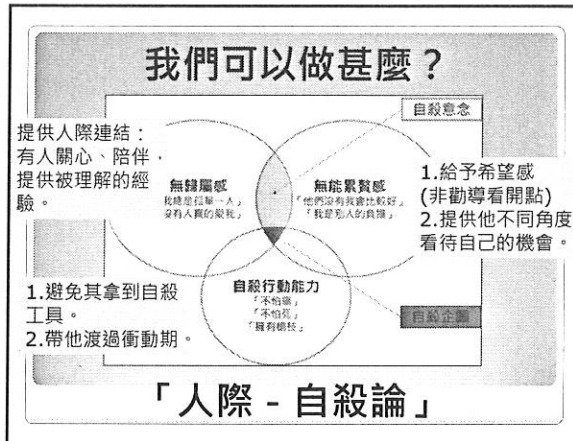 我們可以做甚麼？
自殺意念
提供人際連結：
有人關心、陪伴，
提供被理解的經
驗。
無歸屬感
「我總是孤單一人」
「沒有人真的愛我」
無能累贅感
「他們沒有我會比較好」
「我是別人的負擔」
1.給予希望感
(非勸導看開點)
2.提供他不同角度
看待自己的機會。
自殺行動能力
「不怕痛」
「不怕死」
「擁有槍枝」
1.避免其拿到自殺
工具。
2.帶他渡過衝動期。
自殺企圖
「人際 - 自殺論」